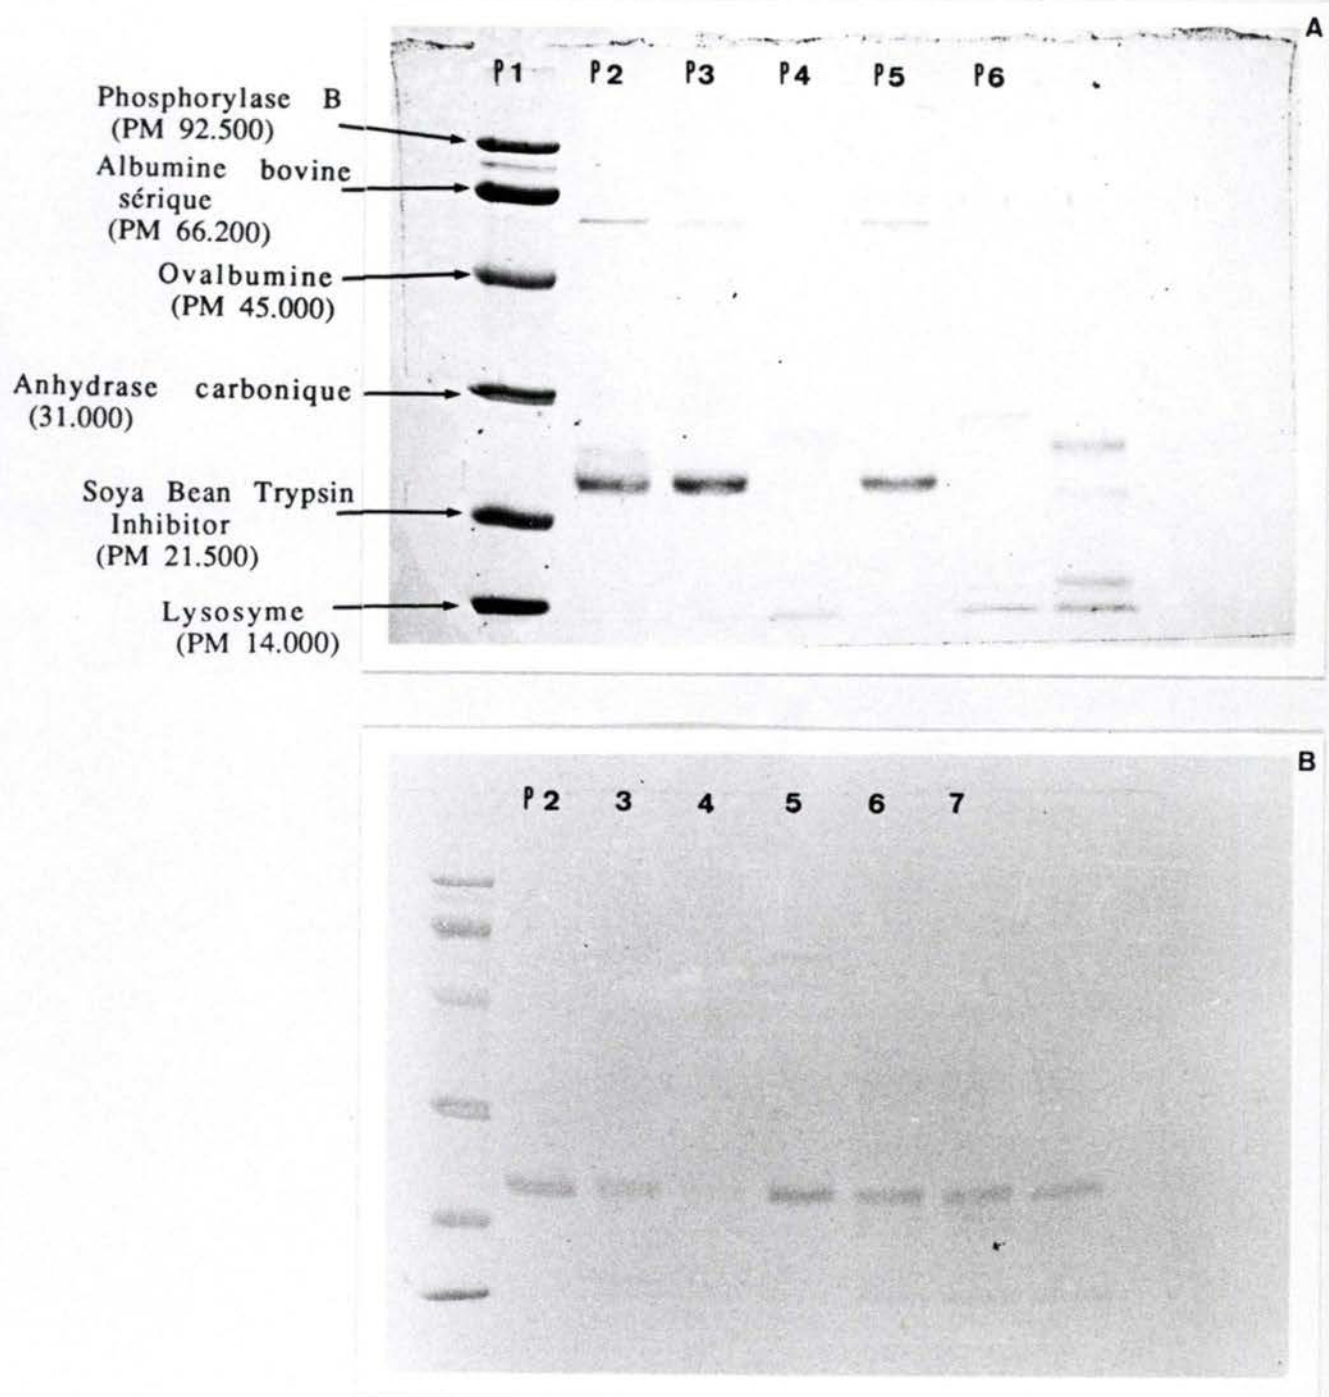 A
P1 P2 P3 P4 P5 P6
Phosphorylase B
(PM 92.500)
Albumine bovine
sérique
(PM 66.200)
Ovalbumine
(PM 45.000)
Anhydrase carbonique
(31.000)
Soya Bean Trypsin
Inhibitor
(PM 21.500)
Lysosyme
(PM 14.000)
B
P2 3 4 5 6 7